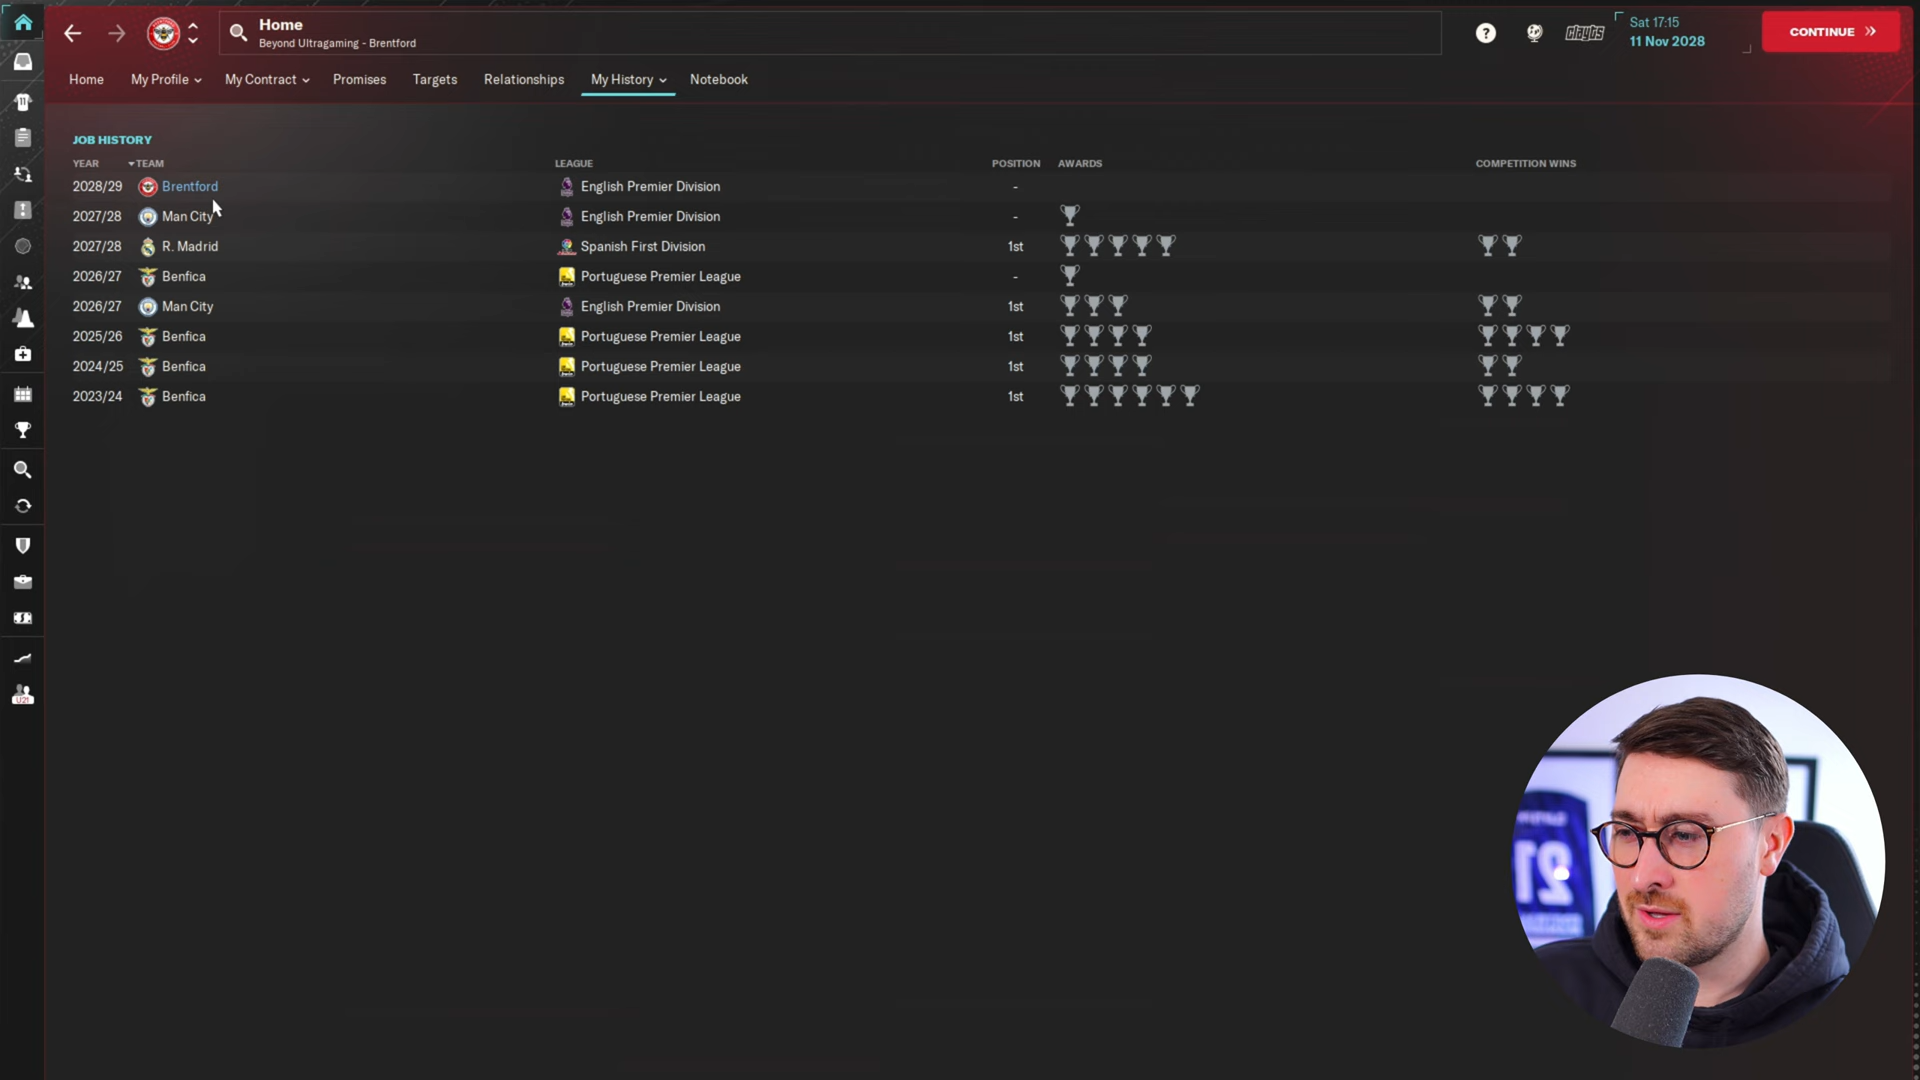 Home
Beyond Ultragaming - Brentford
Sat 17:15
11 Nov 2028
CONTINUE
Home My Profile My Contract Promises Targets Relationships My History Notebook
JOB HISTORY
YEAR TEAM LEAGUE POSITION AWARDS COMPETITION WINS
2028/29 Brentford English Premier Division -
2027/28 Man City English Premier Division -
2027/28 R. Madrid Spanish First Division 1st
2026/27 Benfica Portuguese Premier League -
2026/27 Man City English Premier Division 1st
2025/26 Benfica Portuguese Premier League 1st
2024/25 Benfica Portuguese Premier League 1st
2023/24 Benfica Portuguese Premier League 1st